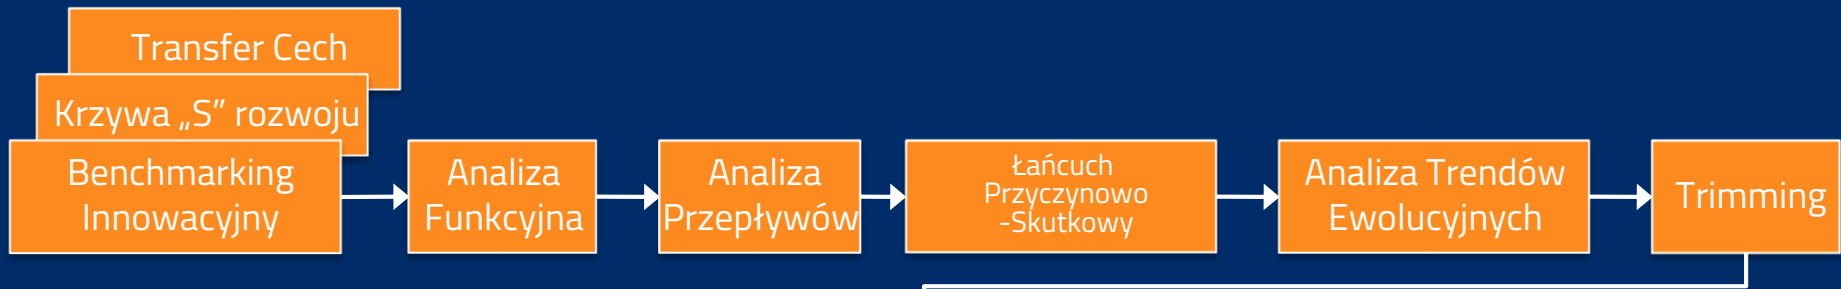 Transfer Cech
Krzywa „S” rozwoju
Benchmarking
Innowacyjny
Analiza
Funkcyjna
Analiza
Przepływów
Łańcuch
Przyczynowo
-Skutkowy
Analiza Trendów
Ewolucyjnych
Trimming